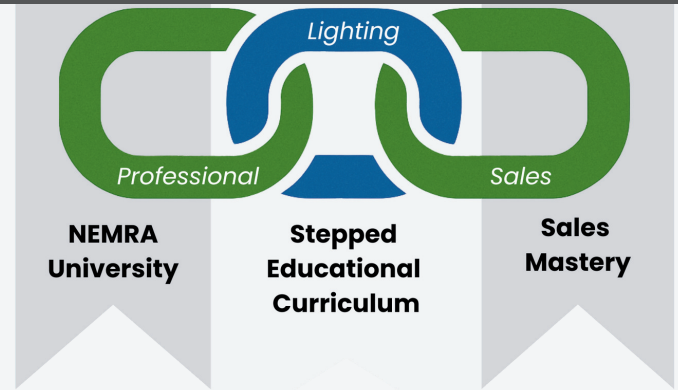 Lighting
Professional
Sales
NEMRA
University
Stepped
Educational
Curriculum
Sales
Mastery